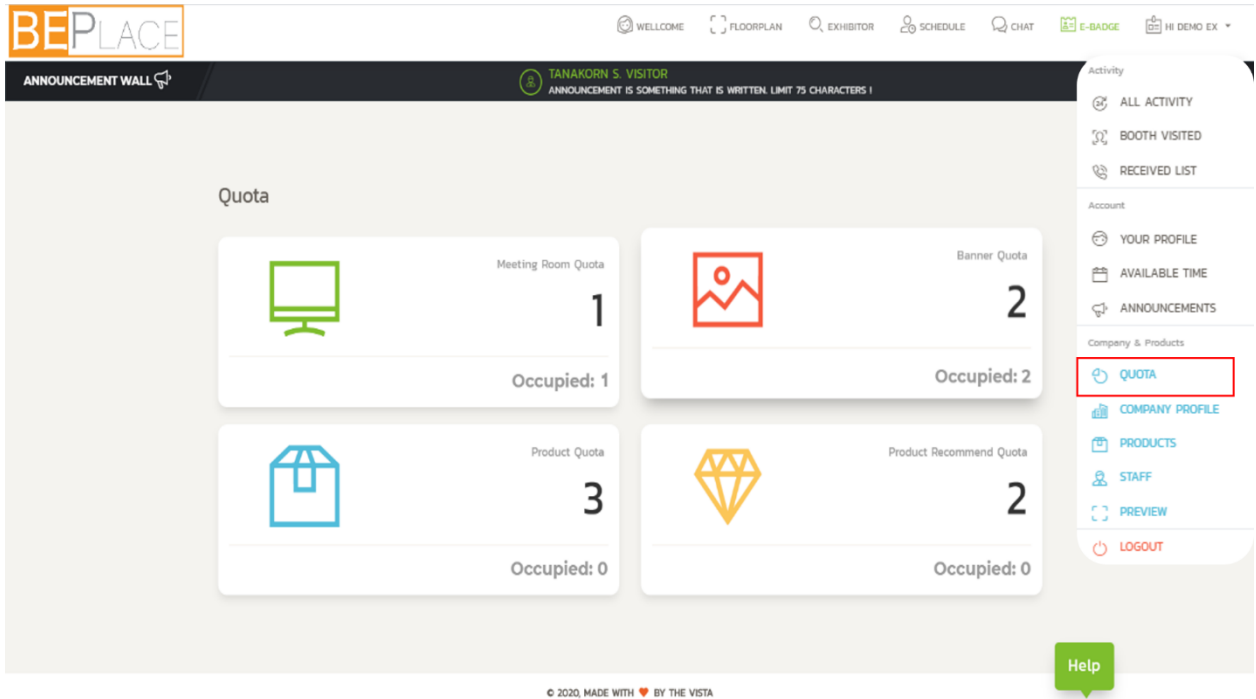 BEPLACE
WELLCOME
FLOORPLAN
EXHIBITOR
SCHEDULE
CHAT
E-BADGE
HI DEMO EX
ANNOUNCEMENT WALL
TANAKORN S. VISITOR
ANNOUNCEMENT IS SOMETHING THAT IS WRITTEN. LIMIT 75 CHARACTERS !
Activity
ALL ACTIVITY
BOOTH VISITED
RECEIVED LIST
Account
YOUR PROFILE
AVAILABLE TIME
ANNOUNCEMENTS
Company & Products
QUOTA
COMPANY PROFILE
PRODUCTS
STAFF
PREVIEW
LOGOUT
Quota
Meeting Room Quota
1
Occupied: 1
Banner Quota
2
Occupied: 2
Product Quota
3
Occupied: 0
Product Recommend Quota
2
Occupied: 0
Help
© 2020, MADE WITH BY THE VISTA